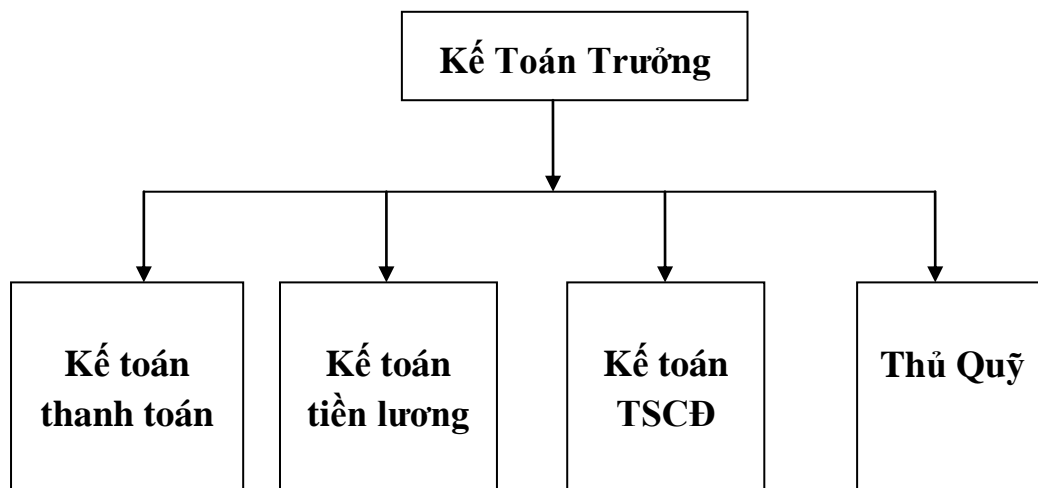 Kế Toán Trưởng
Kế toán
thanh toán
Kế toán
tiền lương
Kế toán
TSCĐ
Thủ Quỹ